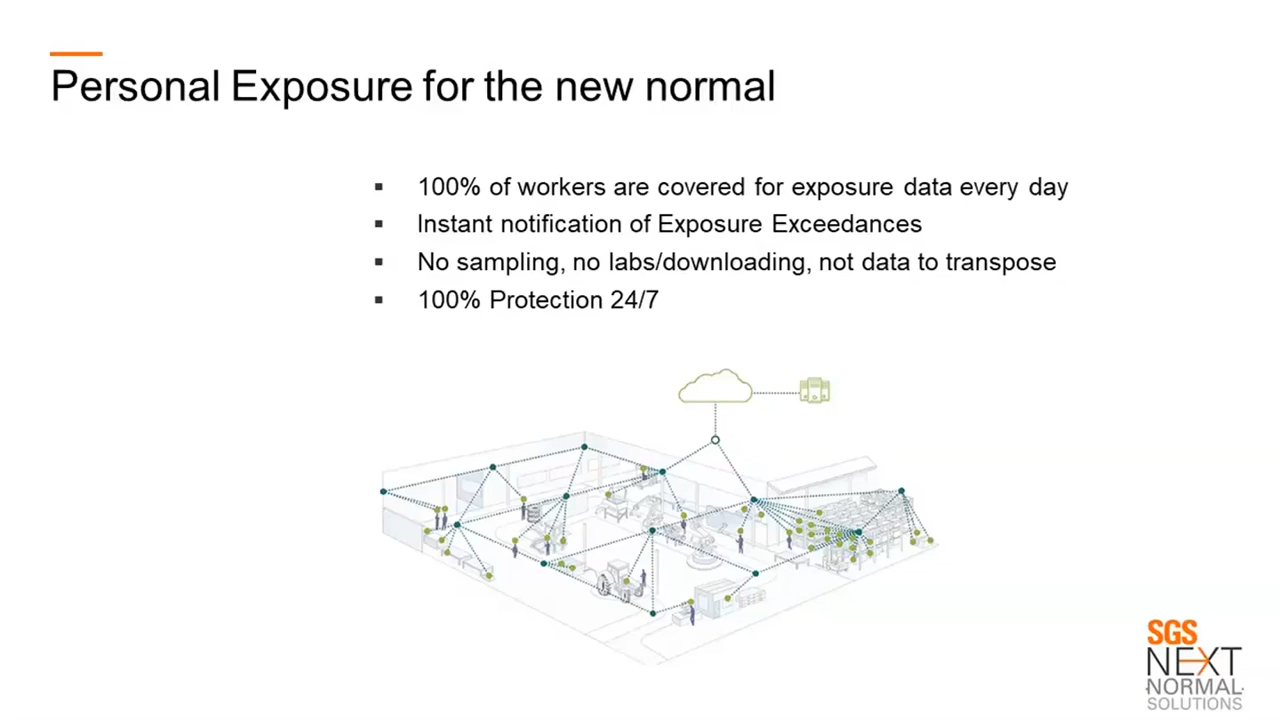 Personal Exposure for the new normal
100% of workers are covered for exposure data every day
Instant notification of Exposure Exceedances
No sampling, no labs/downloading, not data to transpose
100% Protection 24/7
SGS
NEXT
NORMAL
SOLUTIONS